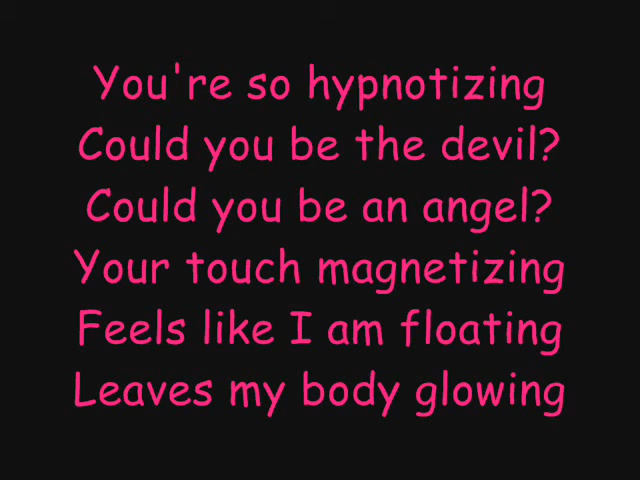 You're so hypnotizing
Could you be the devil?
Could you be an angel?
Your touch magnetizing
Feels like I am floating
Leaves my body glowing